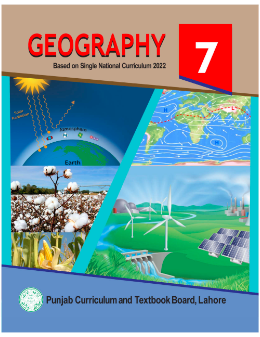 GEOGRAPHY
7
Based on Single National Curriculum 2022
Earth
Punjab Curriculum and Textbook Board, Lahore